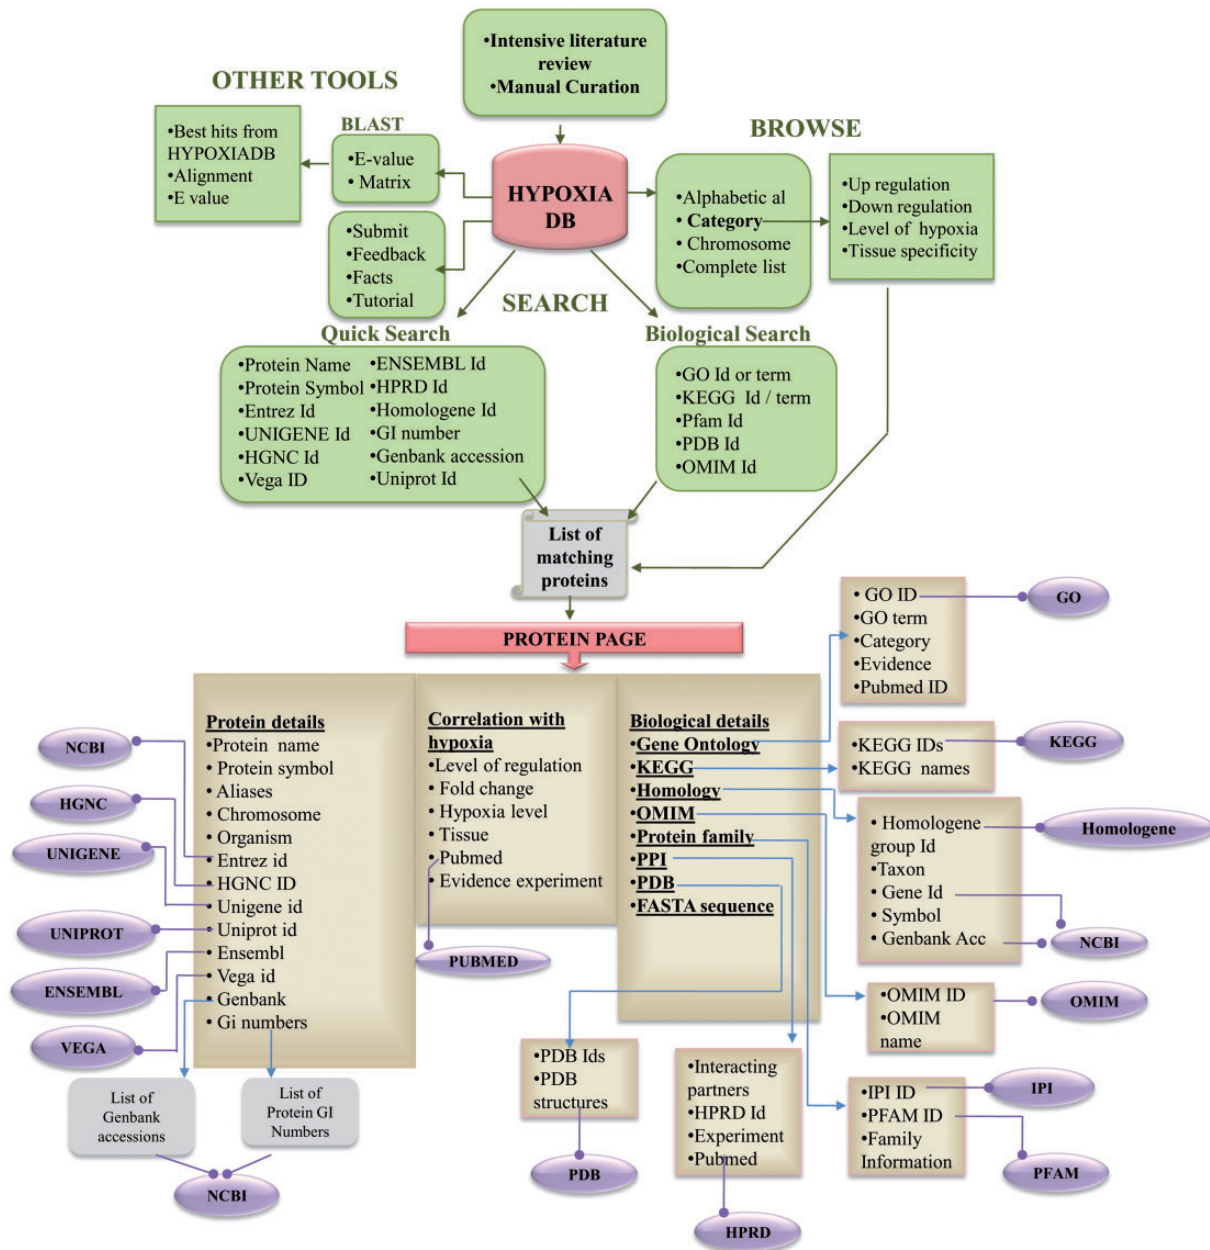 •Intensive literature
review
•Manual Curation
OTHER TOOLS
•Best hits from
HYPOXIADB
•Alignment
•E value
BLAST
•E-value
• Matrix
HYPOXIA
DB
•Submit
•Feedback
•Facts
•Tutorial
BROWSE
•Alphabetic al
• Category
• Chromosome
•Complete list
•Up regulation
•Down regulation
•Level of hypoxia
•Tissue specificity
SEARCH
Quick Search
•Protein Name
•Protein Symbol
•Entrez Id
•UNIGENE Id
•HGNC Id
•Vega ID
•ENSEMBL Id
•HPRD Id
•Homologene Id
•GI number
•Genbank accession
•Uniprot Id
Biological Search
•GO Id or term
•KEGG Id / term
•Pfam Id
•PDB Id
•OMIM Id
List of
matching
proteins
PROTEIN PAGE
Protein details
•Protein name
• Protein symbol
• Aliases
• Chromosome
• Organism
• Entrez id
• HGNC ID
• Unigene id
• Uniprot id
• Ensembl
• Vega id
• Genbank
• Gi numbers
NCBI
HGNC
UNIGENE
UNIPROT
ENSEMBL
VEGA
List of
Genbank
accessions
List of
Protein GI
Numbers
NCBI
Correlation with
hypoxia
•Level of regulation
• Fold change
• Hypoxia level
• Tissue
• Pubmed
• Evidence experiment
PUBMED
Biological details
•Gene Ontology
•KEGG
•Homology
•OMIM
•Protein family
•PPI
•PDB
•FASTA sequence
• GO ID
•GO term
•Category
•Evidence
•Pubmed ID
GO
•KEGG IDs
•KEGG names
KEGG
• Homologene
group Id
•Taxon
• Gene Id
• Symbol
• Genbank Acc
Homologene
NCBI
•OMIM ID
•OMIM
name
OMIM
•IPI ID
•PFAM ID
•Family
Information
IPI
PFAM
•PDB Ids
•PDB
structures
PDB
•Interacting
partners
•HPRD Id
•Experiment
•Pubmed
HPRD